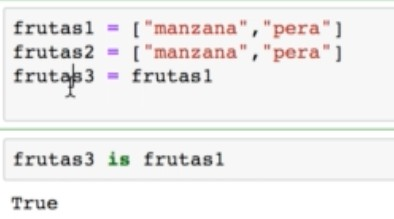 frutas1 = ["manzana","pera"]
frutas2 = ["manzana","pera"]
frutas3 = frutas1
frutas3 is frutas1
True